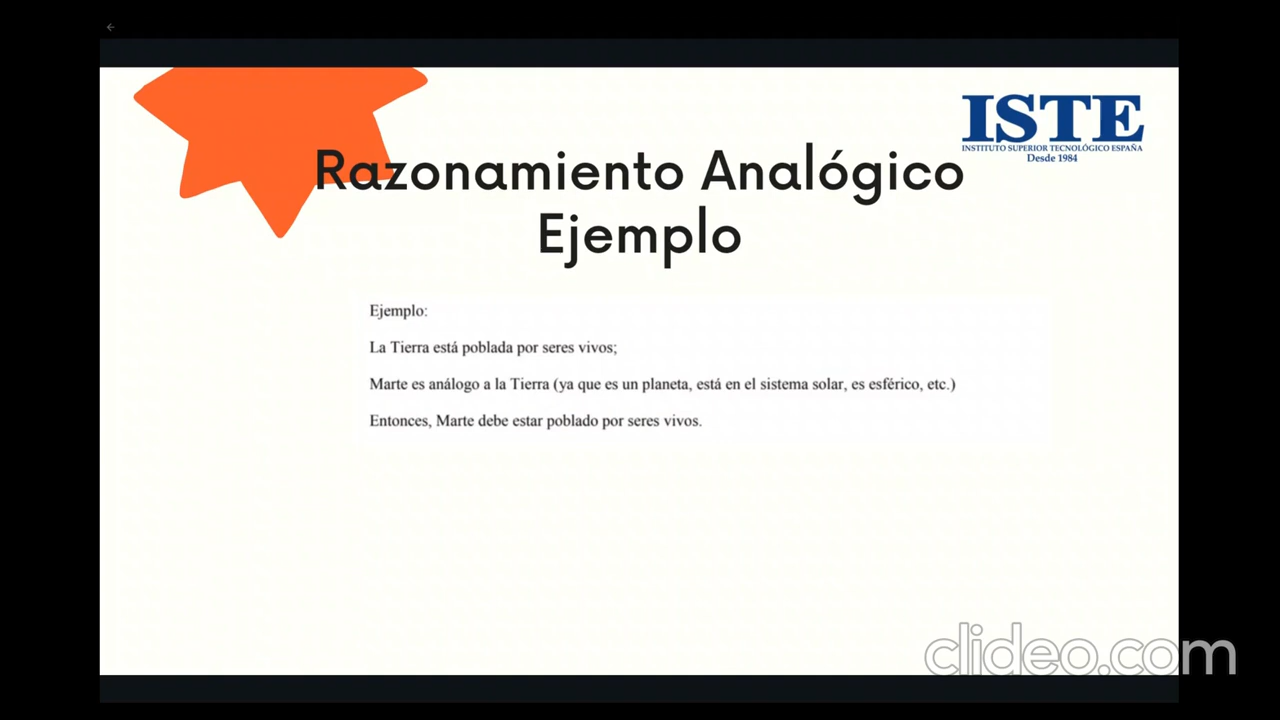 ISTE
INSTITUTO SUPERIOR TECNOLÓGICO ESPAÑA
Desde 1984
Razonamiento Analógico
Ejemplo
Ejemplo:
La Tierra está poblada por seres vivos;
Marte es análogo a la Tierra (ya que es un planeta, está en el sistema solar, es esférico, etc.)
Entonces, Marte debe estar poblado por seres vivos.
clideo.com